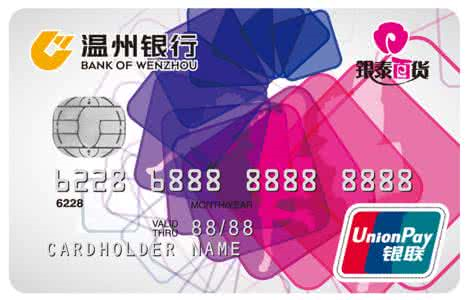 温州银行
BANK OF WENZHOU
銀泰百货
6228 6888 8888 8888
6228
MONTH/YEAR
VALID THRU 88/88
CARDHOLDER NAME
UnionPay
银联